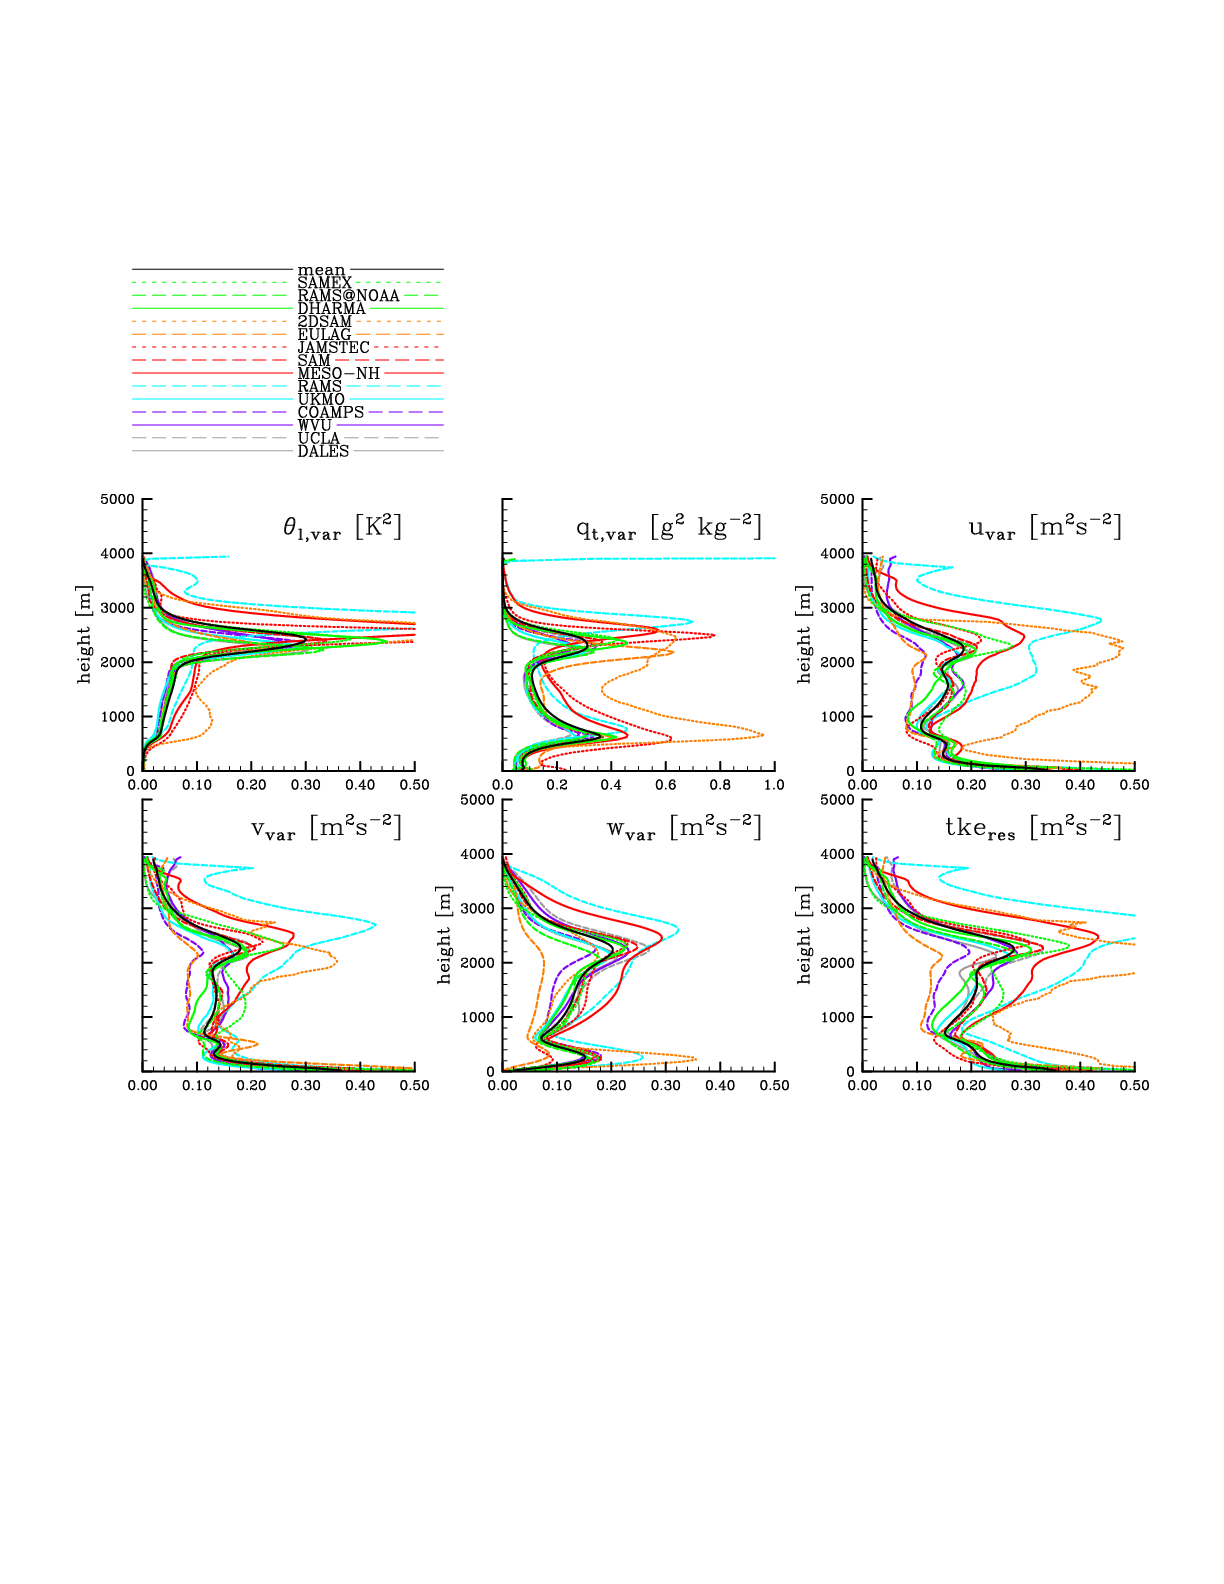 mean
SAMEX
RAMS@NOAA
DHARMA
2DSAM
EULAG
JAMSTEC
SAM
MESO-NH
RAMS
UKMO
COAMPS
WVU
UCLA
DALES
θl,var [K2]
5000
4000
3000
2000
1000
0
height [m]
0.00 0.10 0.20 0.30 0.40 0.50
qt,var [g2 kg-2]
0.0 0.2 0.4 0.6 0.8 1.0
uvar [m2s-2]
5000
4000
3000
2000
1000
0
height [m]
0.00 0.10 0.20 0.30 0.40 0.50
vvar [m2s-2]
0.00 0.10 0.20 0.30 0.40 0.50
wvar [m2s-2]
5000
4000
3000
2000
1000
0
height [m]
0.00 0.10 0.20 0.30 0.40 0.50
tkeres [m2s-2]
5000
4000
3000
2000
1000
0
height [m]
0.00 0.10 0.20 0.30 0.40 0.50